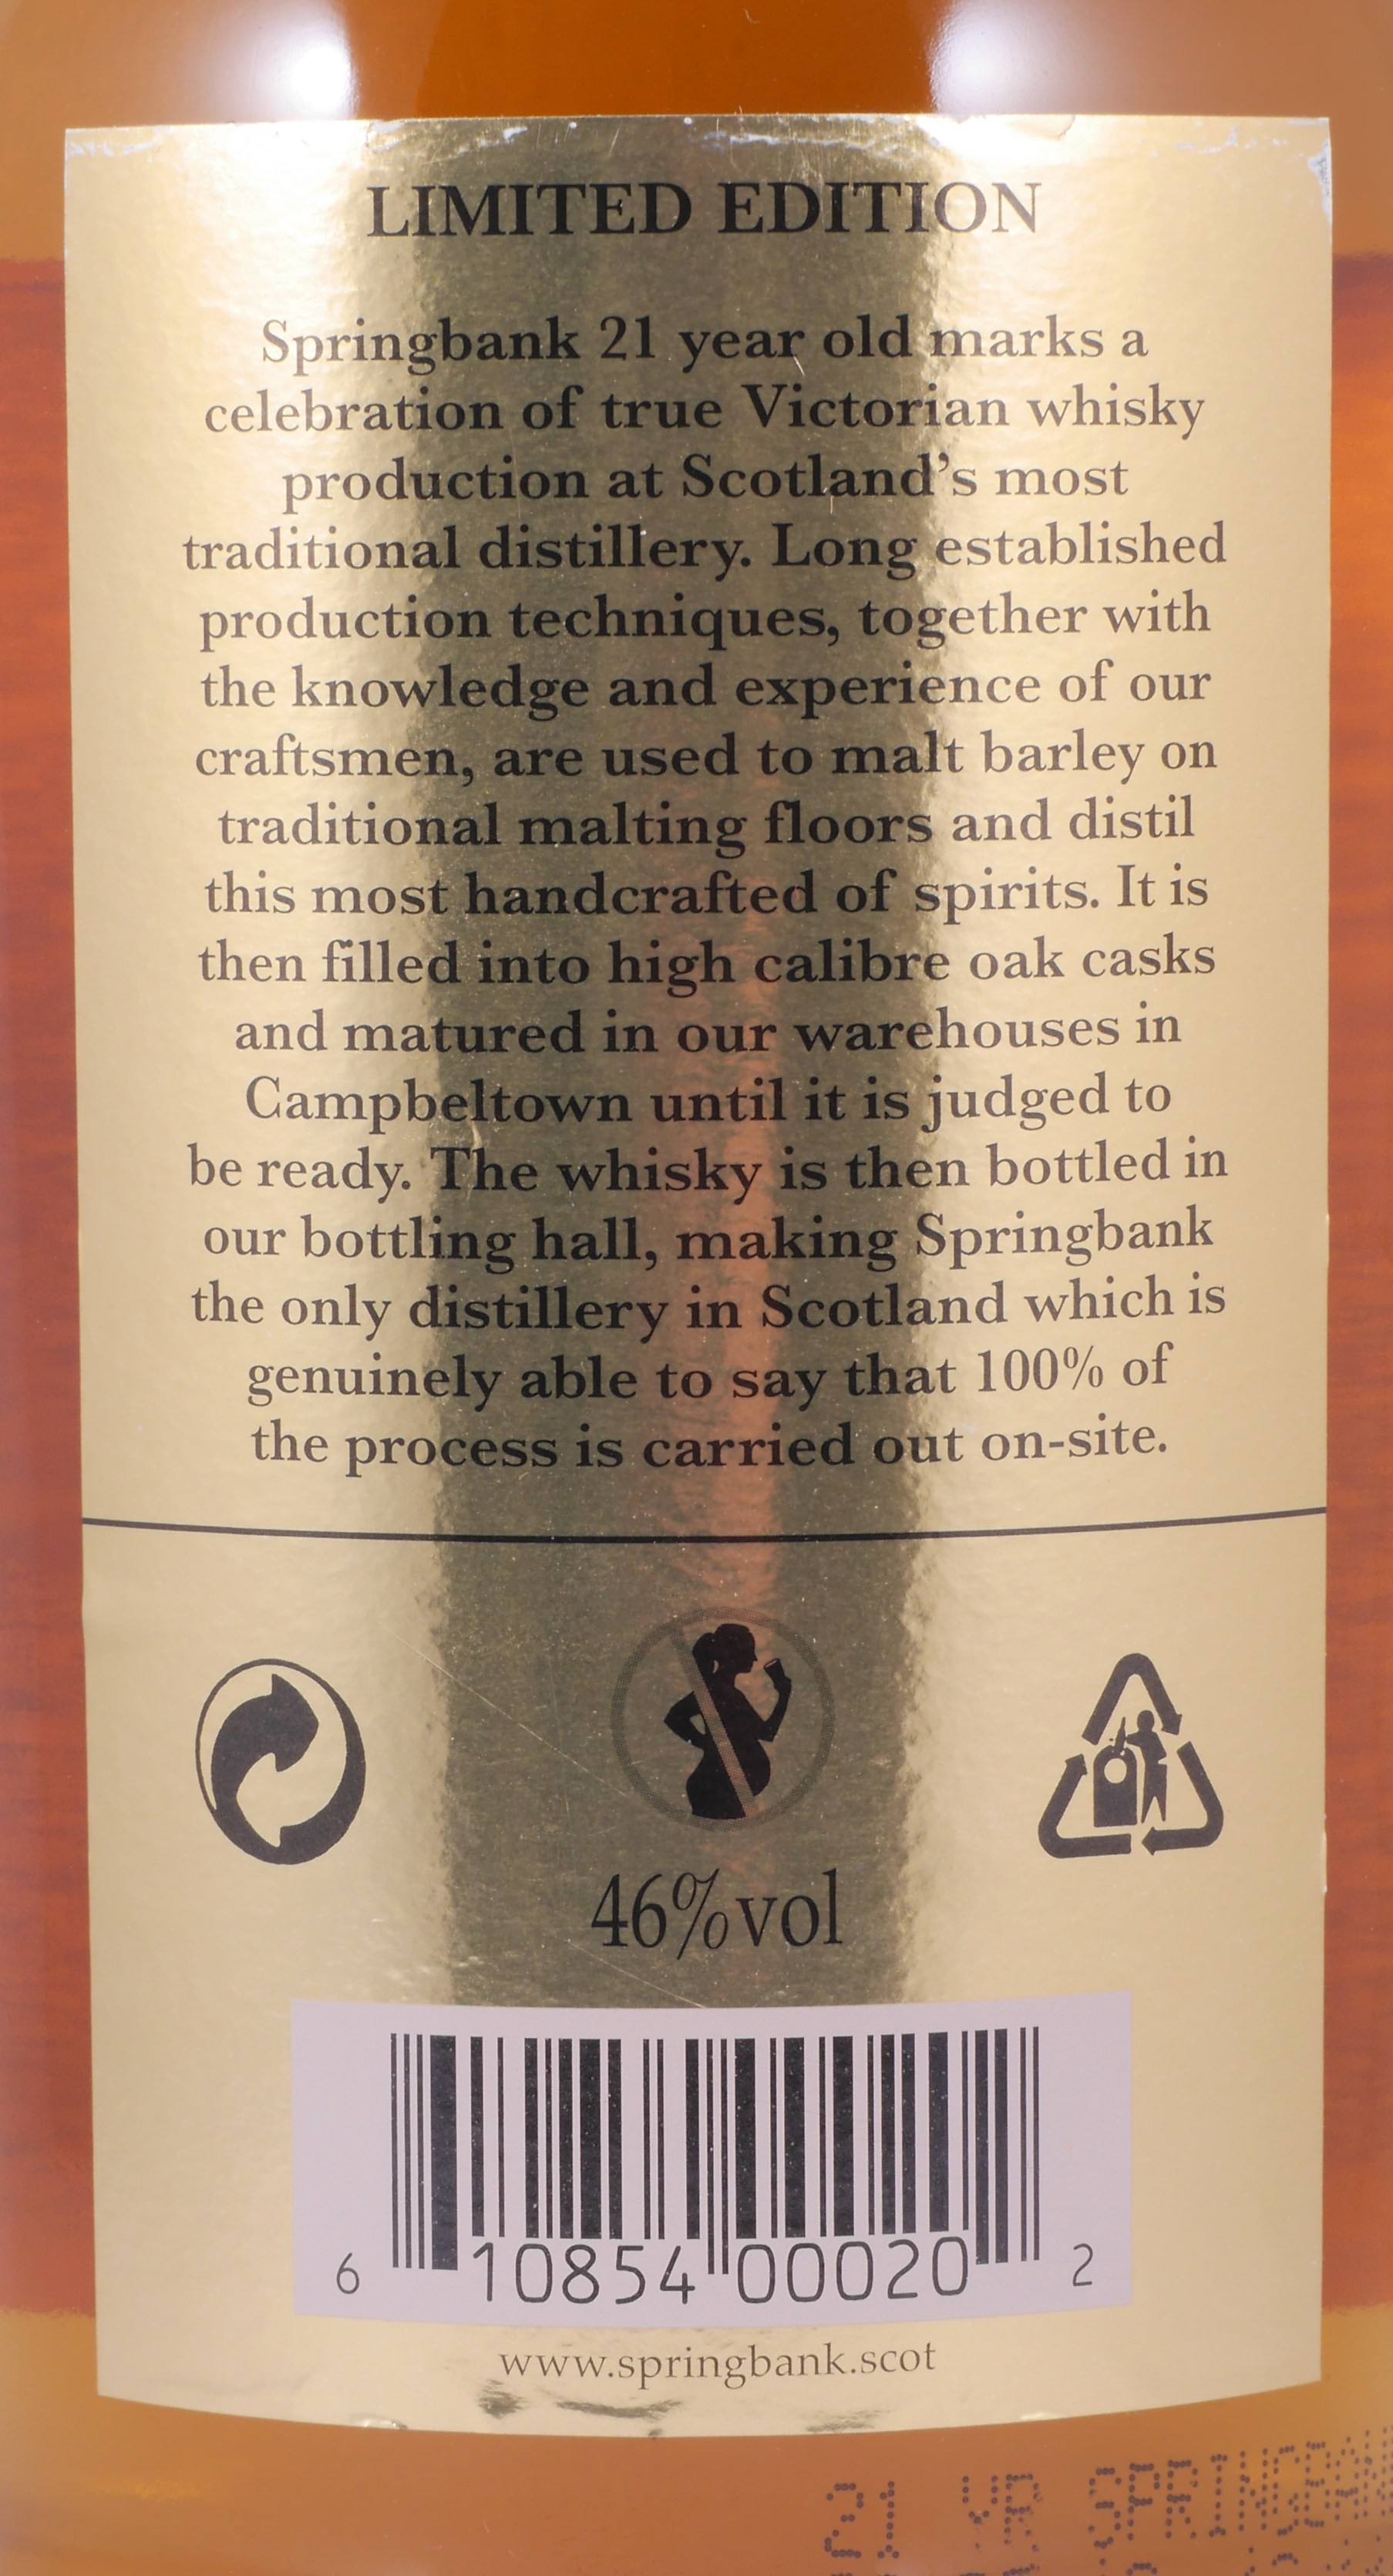 LIMITED EDITION
Springbank 21 year old marks a
celebration of true Victorian whisky
production at Scotland's most
traditional distillery. Long established
production techniques, together with
the knowledge and experience of our
craftsmen, are used to malt barley on
traditional malting floors and distil
this most handcrafted of spirits. It is
then filled into high calibre oak casks
and matured in our warehouses in
Campbeltown until it is judged to
be ready. The whisky is then bottled in
our bottling hall, making Springbank
the only distillery in Scotland which is
genuinely able to say that 100% of
the process is carried out on-site.
46%vol
6 10854 00020 2
www.springbank.scot
21 YR SPRINGBAN